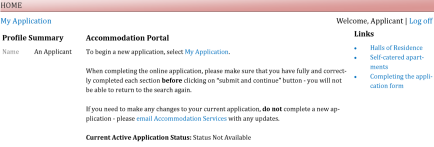 HOME
My Application
Welcome, Applicant | Log off
Profile Summary
Name An Applicant
Accommodation Portal
To begin a new application, select My Application.
When completing the online application, please make sure that you have fully and correct-
ly completed each section before clicking on "submit and continue" button - you will not
be able to return to the search again.
If you need to make any changes to your current application, do not complete a new ap-
plication - please email Accommodation Services with any updates.
Current Active Application Status: Status Not Available
Links
• Halls of Residence
• Self-catered apart-
ments
• Completing the appli-
cation form